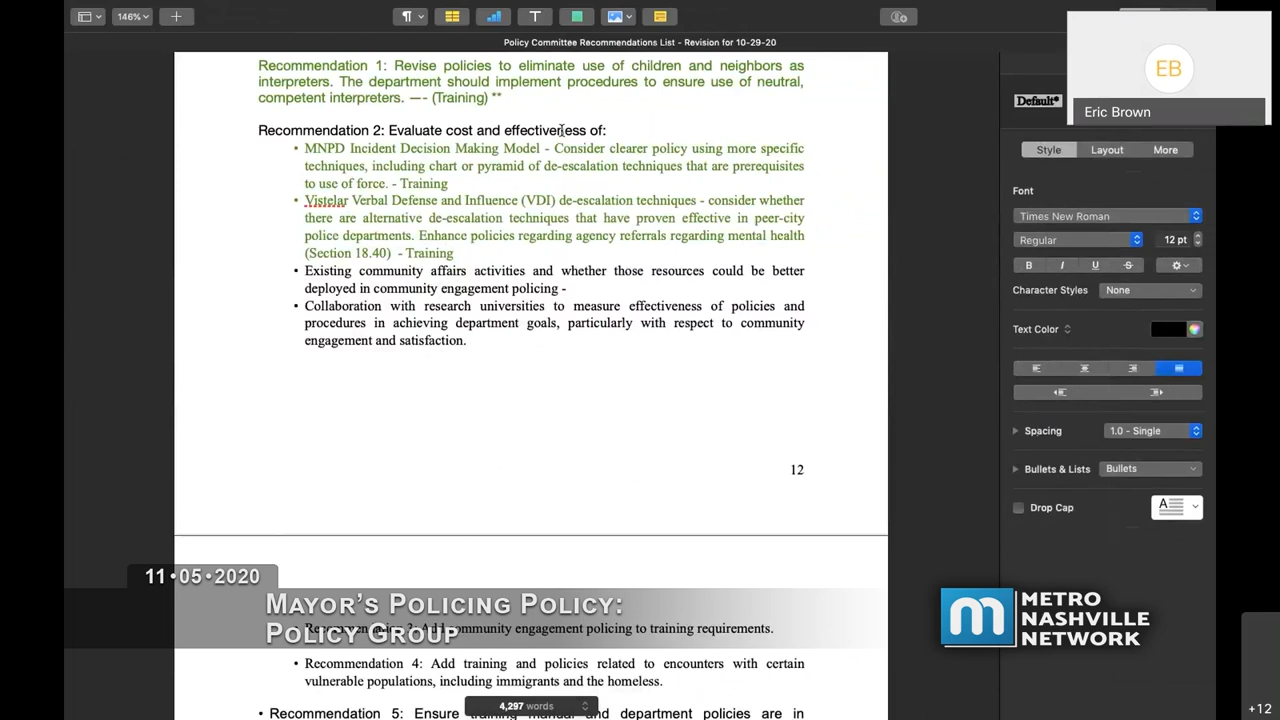 146%
Policy Committee Recommendations List - Revision for 10-29-20
EB
Eric Brown
Recommendation 1: Revise policies to eliminate use of children and neighbors as
interpreters. The department should implement procedures to ensure use of neutral,
competent interpreters. —- (Training) **
Recommendation 2: Evaluate cost and effectiveness of:
• MNPD Incident Decision Making Model - Consider clearer policy using more specific
techniques, including chart or pyramid of de-escalation techniques that are prerequisites
to use of force. - Training
• Vistelar Verbal Defense and Influence (VDI) de-escalation techniques - consider whether
there are alternative de-escalation techniques that have proven effective in peer-city
police departments. Enhance policies regarding agency referrals regarding mental health
(Section 18.40) - Training
• Existing community affairs activities and whether those resources could be better
deployed in community engagement policing -
• Collaboration with research universities to measure effectiveness of policies and
procedures in achieving department goals, particularly with respect to community
engagement and satisfaction.
12
Recommendation 3: Add community engagement policing to training requirements.
• Recommendation 4: Add training and policies related to encounters with certain
vulnerable populations, including immigrants and the homeless.
• Recommendation 5: Ensure training manual and department policies are in
4,297 words
Default*
Style
Layout
More
Font
Times New Roman
Regular
12 pt
B I U S
Character Styles
None
Text Color
Spacing
1.0 - Single
Bullets & Lists
Bullets
Drop Cap
A
11•05•2020
Mayor's Policing Policy:
Policy Group
m
METRO
NASHVILLE
NETWORK
+12